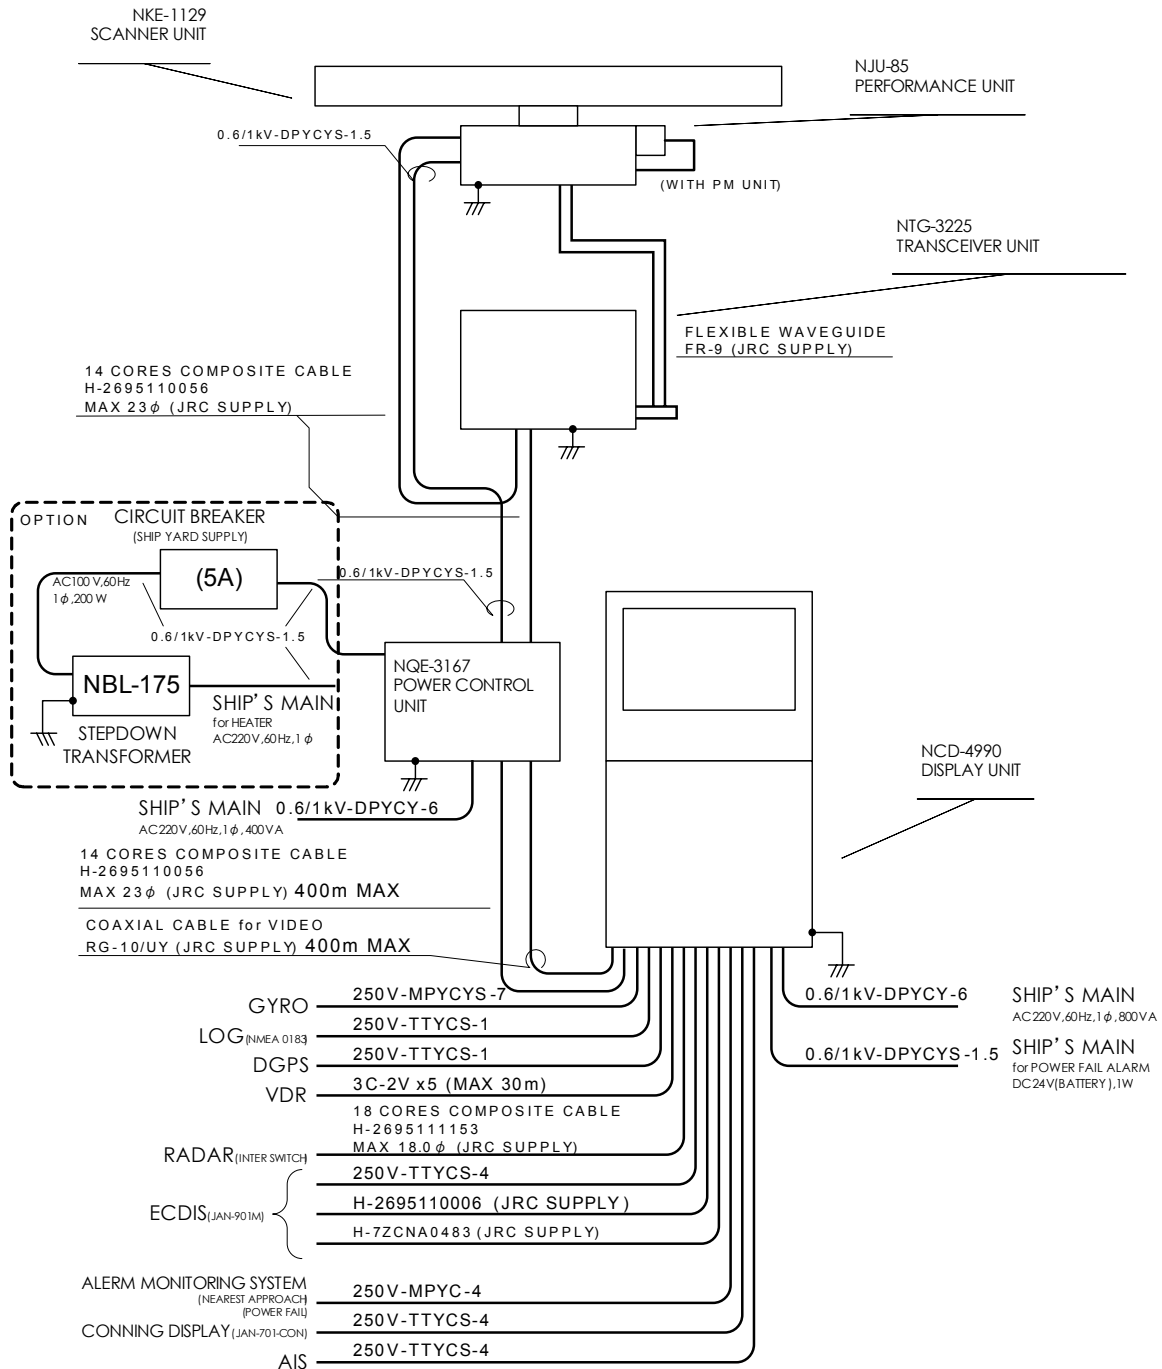 NKE-1129
SCANNER UNIT
NJU-85
PERFORMANCE UNIT
0.6/1kV-DPYCYS-1.5
(WITH PM UNIT)
NTG-3225
TRANSCEIVER UNIT
FLEXIBLE WAVEGUIDE
FR-9 (JRC SUPPLY)
14 CORES COMPOSITE CABLE
H-2695110056
MAX 23φ (JRC SUPPLY)
OPTION
CIRCUIT BREAKER
(SHIP YARD SUPPLY)
(5A)
AC100V,60Hz
1φ,200W
0.6/1kV-DPYCYS-1.5
0.6/1kV-DPYCYS-1.5
NBL-175
STEPDOWN
TRANSFORMER
SHIP'S MAIN
for HEATER
AC220V,60Hz,1φ
NQE-3167
POWER CONTROL
UNIT
NCD-4990
DISPLAY UNIT
SHIP'S MAIN 0.6/1kV-DPYCY-6
AC220V,60Hz,1φ,400VA
14 CORES COMPOSITE CABLE
H-2695110056
MAX 23φ (JRC SUPPLY) 400m MAX
COAXIAL CABLE for VIDEO
RG-10/UY (JRC SUPPLY) 400m MAX
GYRO 250V-MPYCYS-7
LOG(NMEA 0183) 250V-TTYCS-1
DGPS 250V-TTYCS-1
VDR 3C-2V x5 (MAX 30m)
18 CORES COMPOSITE CABLE
H-2695111153
MAX 18.0φ (JRC SUPPLY)
RADAR(INTER SWITCH)
250V-TTYCS-4
ECDIS(JAN-901M) H-2695110006 (JRC SUPPLY)
H-7ZCNA0483 (JRC SUPPLY)
ALERM MONITORING SYSTEM 250V-MPYC-4
(NEAREST APPROACH)
(POWER FAIL)
CONNING DISPLAY(JAN-701-CON) 250V-TTYCS-4
AIS 250V-TTYCS-4
0.6/1kV-DPYCY-6 SHIP'S MAIN
AC220V,60Hz,1φ,800VA
0.6/1kV-DPYCYS-1.5 SHIP'S MAIN
for POWER FAIL ALARM
DC24V(BATTERY),1W